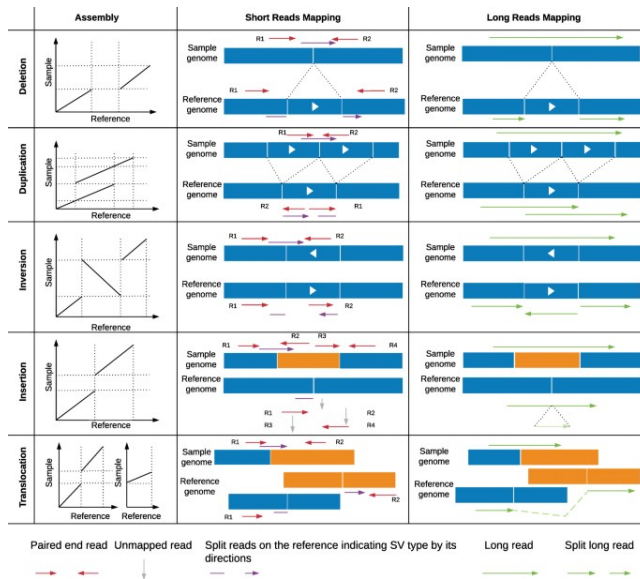 Assembly Short Reads Mapping Long Reads Mapping
Deletion
Sample
Reference
R1 R2
Sample
genome
R1 R2
Reference
genome
Sample
genome
Reference
genome
Duplication
Sample
Reference
R1 R2
Sample
genome
Reference
genome
R2 R1
Sample
genome
Reference
genome
Inversion
Sample
Reference
R1 R2
Sample
genome
Reference
genome
R1 R2
Sample
genome
Reference
genome
Insertion
Sample
Reference
R1 R2 R3 R4
Sample
genome
Reference
genome
R1 R2
R3 R4
Sample
genome
Reference
genome
Translocation
Sample
Reference
Sample
Reference
R1 R2
Sample
genome
Reference
genome
R2
R1
Sample
genome
Reference
genome
Paired end read Unmapped read Split reads on the reference indicating SV type by its
directions
Long read Split long read